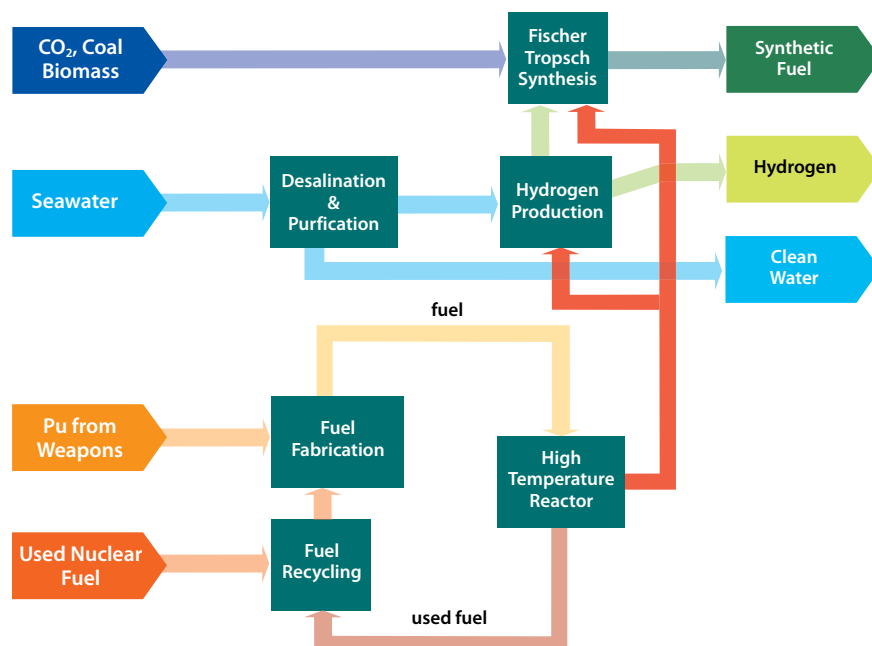 CO₂, Coal
Biomass
Fischer
Tropsch
Synthesis
Synthetic
Fuel
Seawater
Desalination
&
Purfication
Hydrogen
Production
Hydrogen
Clean
Water
fuel
Pu from
Weapons
Fuel
Fabrication
High
Temperature
Reactor
Used Nuclear
Fuel
Fuel
Recycling
used fuel